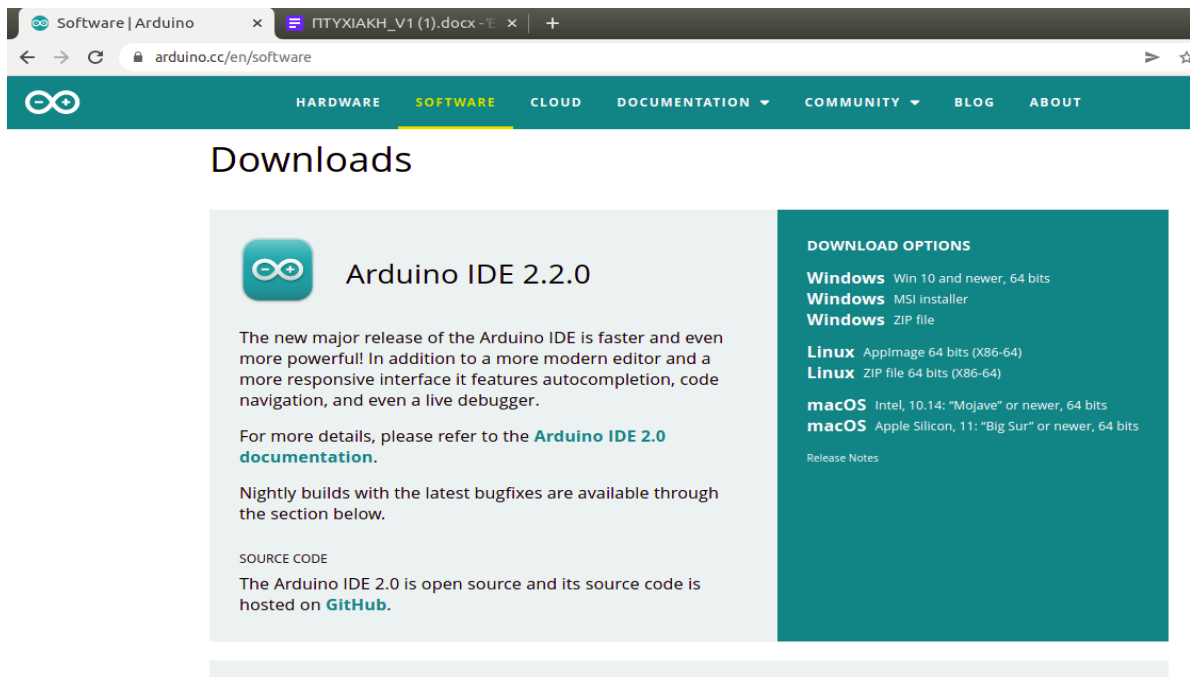 Software | Arduino
ΠΤΥΧΙΑΚΗ_V1 (1).docx - Έ
arduino.cc/en/software
HARDWARE SOFTWARE CLOUD DOCUMENTATION COMMUNITY BLOG ABOUT
Downloads
Arduino IDE 2.2.0
The new major release of the Arduino IDE is faster and even
more powerful! In addition to a more modern editor and a
more responsive interface it features autocompletion, code
navigation, and even a live debugger.
For more details, please refer to the Arduino IDE 2.0
documentation.
Nightly builds with the latest bugfixes are available through
the section below.
SOURCE CODE
The Arduino IDE 2.0 is open source and its source code is
hosted on GitHub.
DOWNLOAD OPTIONS
Windows Win 10 and newer, 64 bits
Windows MSI installer
Windows ZIP file
Linux AppImage 64 bits (X86-64)
Linux ZIP file 64 bits (X86-64)
macOS Intel, 10.14: “Mojave” or newer, 64 bits
macOS Apple Silicon, 11: “Big Sur” or newer, 64 bits
Release Notes